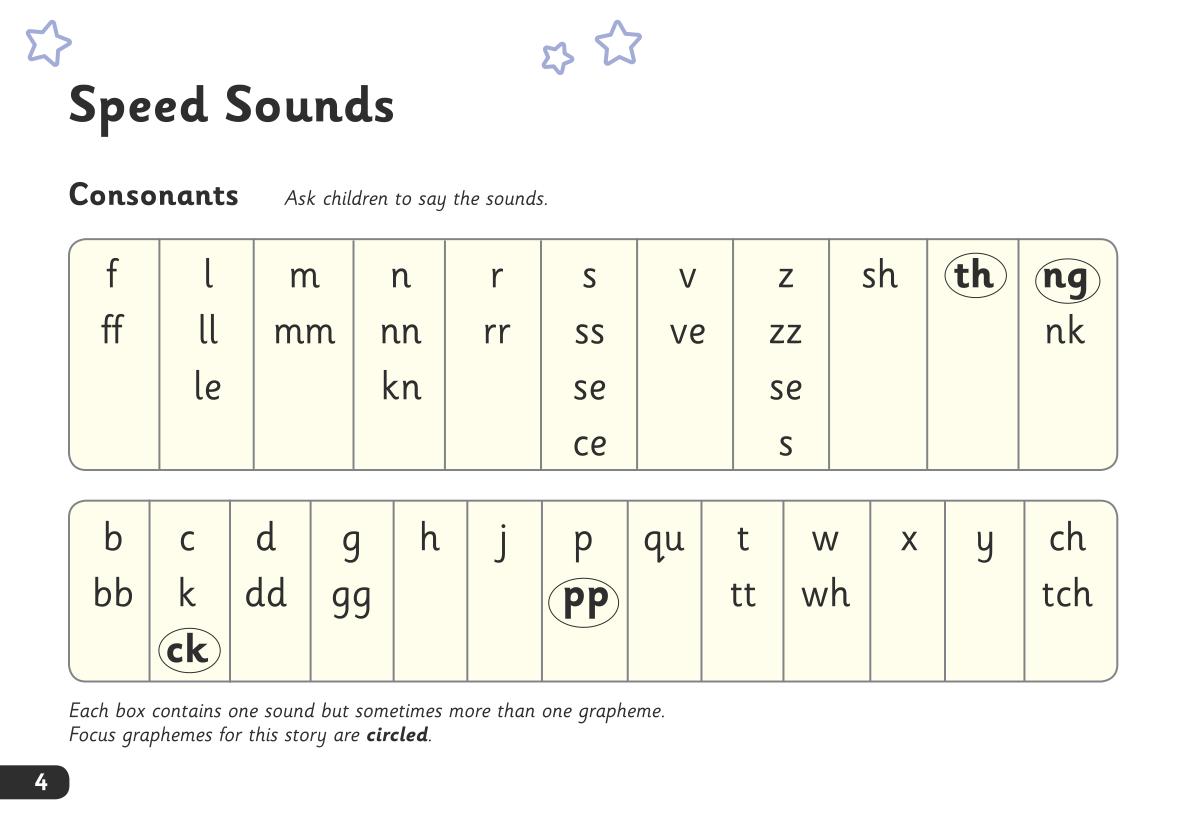 Speed Sounds
Consonants Ask children to say the sounds.
f l m n r s v z sh th ng
ff ll mm nn rr ss ve zz nk
le kn se se
ce s
b c d g h j p qu t w x y ch
bb k dd gg pp tt wh tch
ck
Each box contains one sound but sometimes more than one grapheme.
Focus graphemes for this story are circled.
4